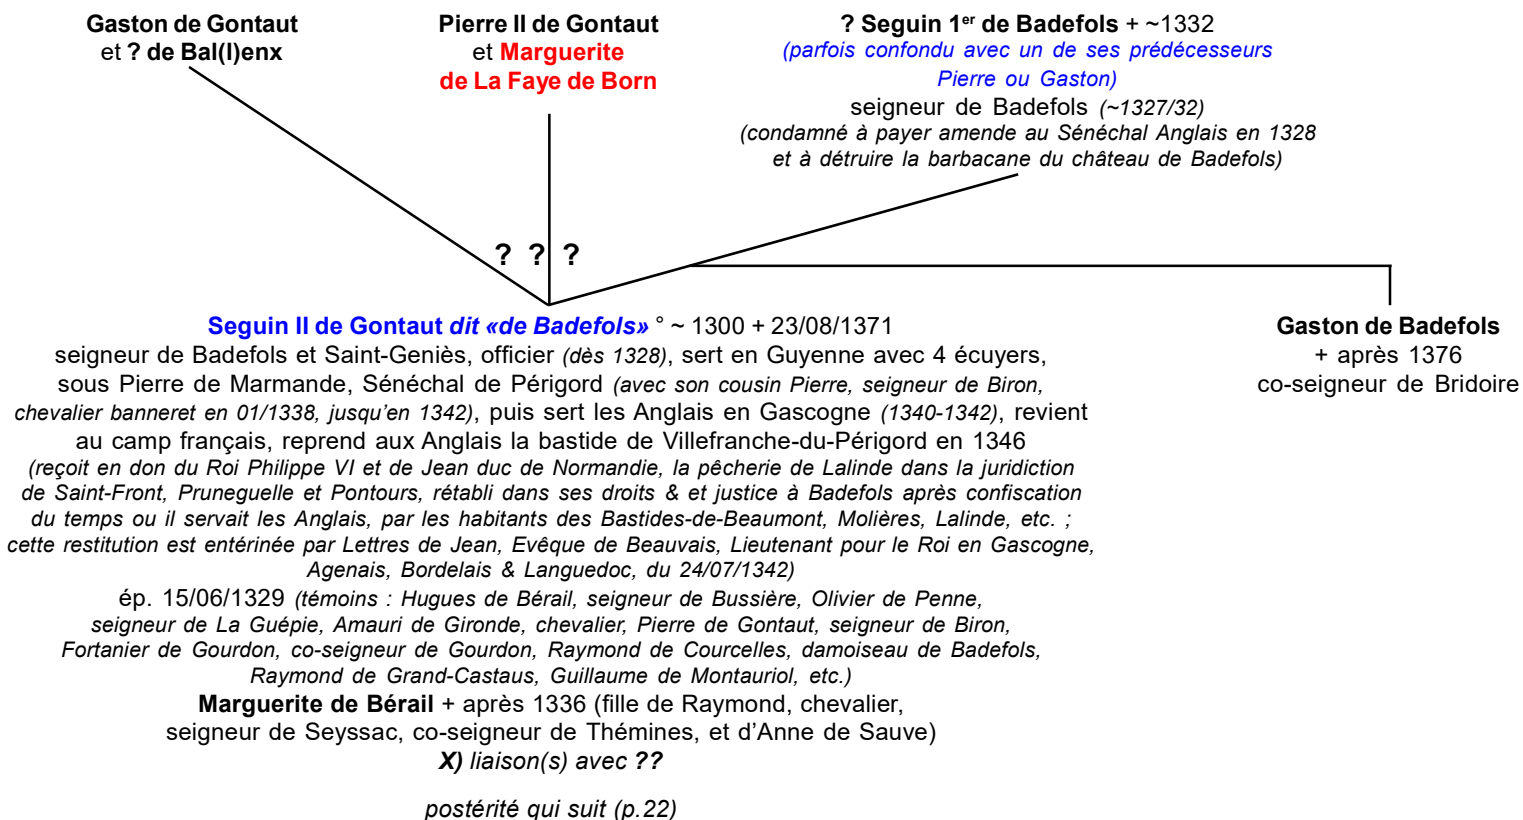 Gaston de Gontaut
et ? de Bal(l)enx
Pierre II de Gontaut
et Marguerite
de La Faye de Born
? Seguin 1er de Badefols + ~1332
(parfois confondu avec un de ses prédécesseurs
Pierre ou Gaston)
seigneur de Badefols (~1327/32)
(condamné à payer amende au Sénéchal Anglais en 1328
et à détruire la barbacane du château de Badefols)
? ? ?
Seguin II de Gontaut dit «de Badefols» ° ~ 1300 + 23/08/1371
seigneur de Badefols et Saint-Geniès, officier (dès 1328), sert en Guyenne avec 4 écuyers,
sous Pierre de Marmande, Sénéchal de Périgord (avec son cousin Pierre, seigneur de Biron,
chevalier banneret en 01/1338, jusqu'en 1342), puis sert les Anglais en Gascogne (1340-1342), revient
au camp français, reprend aux Anglais la bastide de Villefranche-du-Périgord en 1346
(reçoit en don du Roi Philippe VI et de Jean duc de Normandie, la pêcherie de Lalinde dans la juridiction
de Saint-Front, Pruneguelle et Pontours, rétabli dans ses droits & et justice à Badefols après confiscation
du temps ou il servait les Anglais, par les habitants des Bastides-de-Beaumont, Molières, Lalinde, etc. ;
cette restitution est entérinée par Lettres de Jean, Evêque de Beauvais, Lieutenant pour le Roi en Gascogne,
Agenais, Bordelais & Languedoc, du 24/07/1342)
ép. 15/06/1329 (témoins : Hugues de Bérail, seigneur de Bussière, Olivier de Penne,
seigneur de La Guépie, Amauri de Gironde, chevalier, Pierre de Gontaut, seigneur de Biron,
Fortanier de Gourdon, co-seigneur de Gourdon, Raymond de Courcelles, damoiseau de Badefols,
Raymond de Grand-Castaus, Guillaume de Montauriol, etc.)
Marguerite de Bérail + après 1336 (fille de Raymond, chevalier,
seigneur de Seyssac, co-seigneur de Thémines, et d'Anne de Sauve)
X) liaison(s) avec ??
postérité qui suit (p.22)
Gaston de Badefols
+ après 1376
co-seigneur de Bridoire